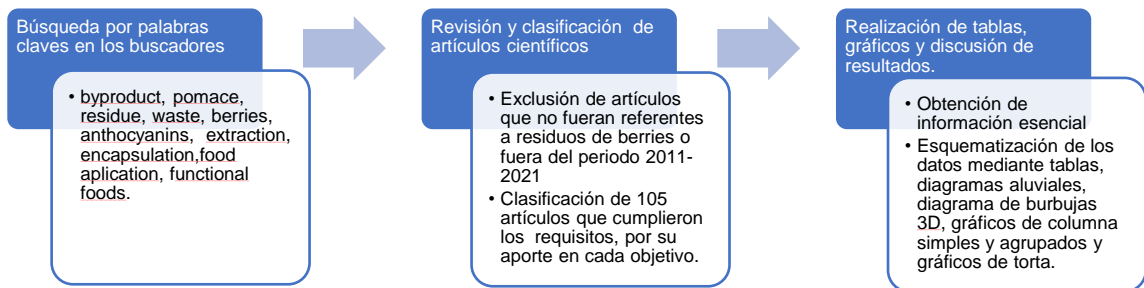 Búsqueda por palabras
claves en los buscadores
• byproduct, pomace,
residue, waste, berries,
anthocyanins, extraction,
encapsulation,food
aplication, functional
foods.
Revisión y clasificación de
artículos científicos
• Exclusión de artículos
que no fueran referentes
a residuos de berries o
fuera del periodo 2011-
2021
• Clasificación de 105
artículos que cumplieron
los requisitos, por su
aporte en cada objetivo.
Realización de tablas,
gráficos y discusión de
resultados.
• Obtención de
información esencial
• Esquematización de los
datos mediante tablas,
diagramas aluviales,
diagrama de burbujas
3D, gráficos de columna
simples y agrupados y
gráficos de torta.